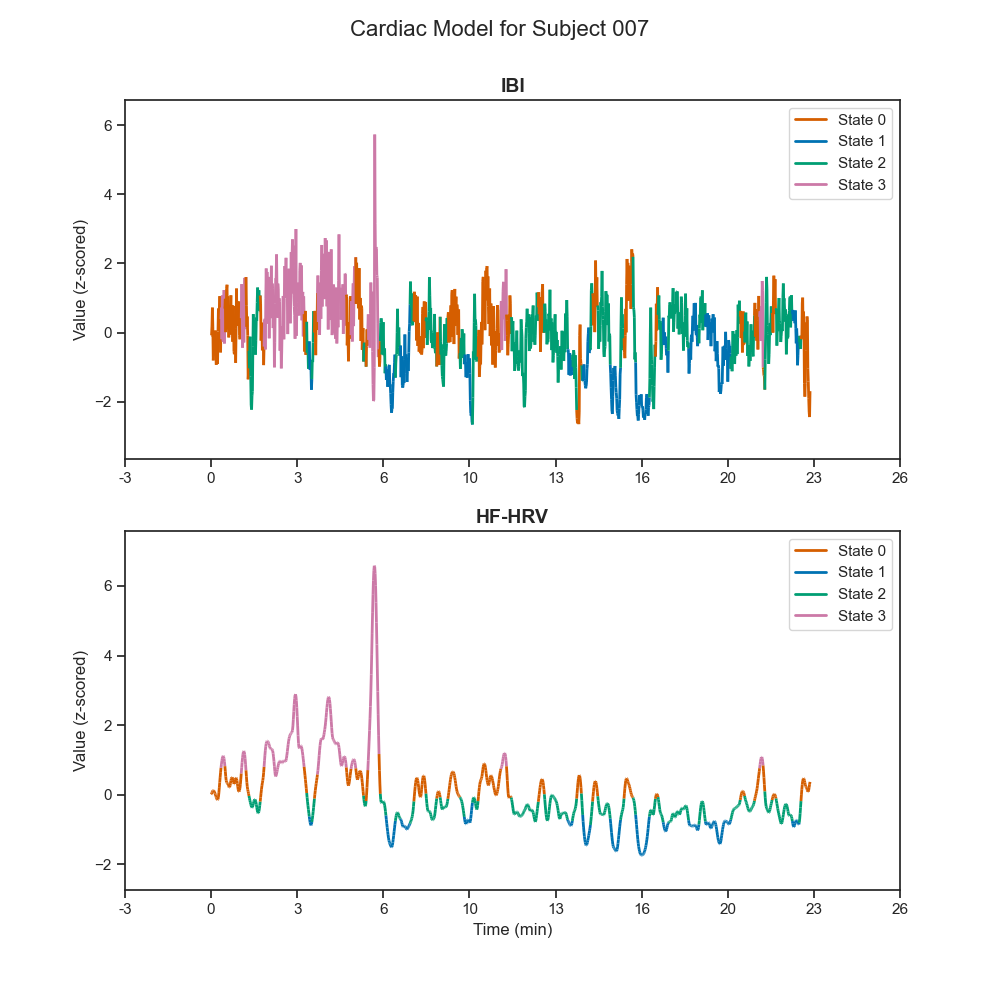 Cardiac Model for Subject 007
IBI
Value (z-scored)
6
4
2
0
−2
State 0
State 1
State 2
State 3
-3 0 3 6 10 13 16 20 23 26
HF-HRV
Value (z-scored)
6
4
2
0
−2
State 0
State 1
State 2
State 3
-3 0 3 6 10 13 16 20 23 26
Time (min)